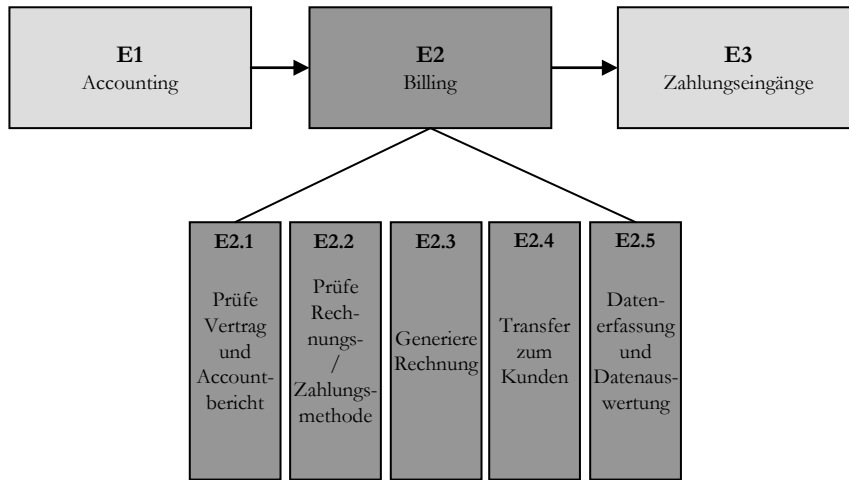 E1
Accounting
E2
Billing
E3
Zahlungseingänge
E2.1
Prüfe
Vertrag
und
Account-
bericht
E2.2
Prüfe
Rech-
nungs-
/
Zahlungs-
methode
E2.3
Generiere
Rechnung
E2.4
Transfer
zum
Kunden
E2.5
Daten-
erfassung
und
Datenaus-
wertung